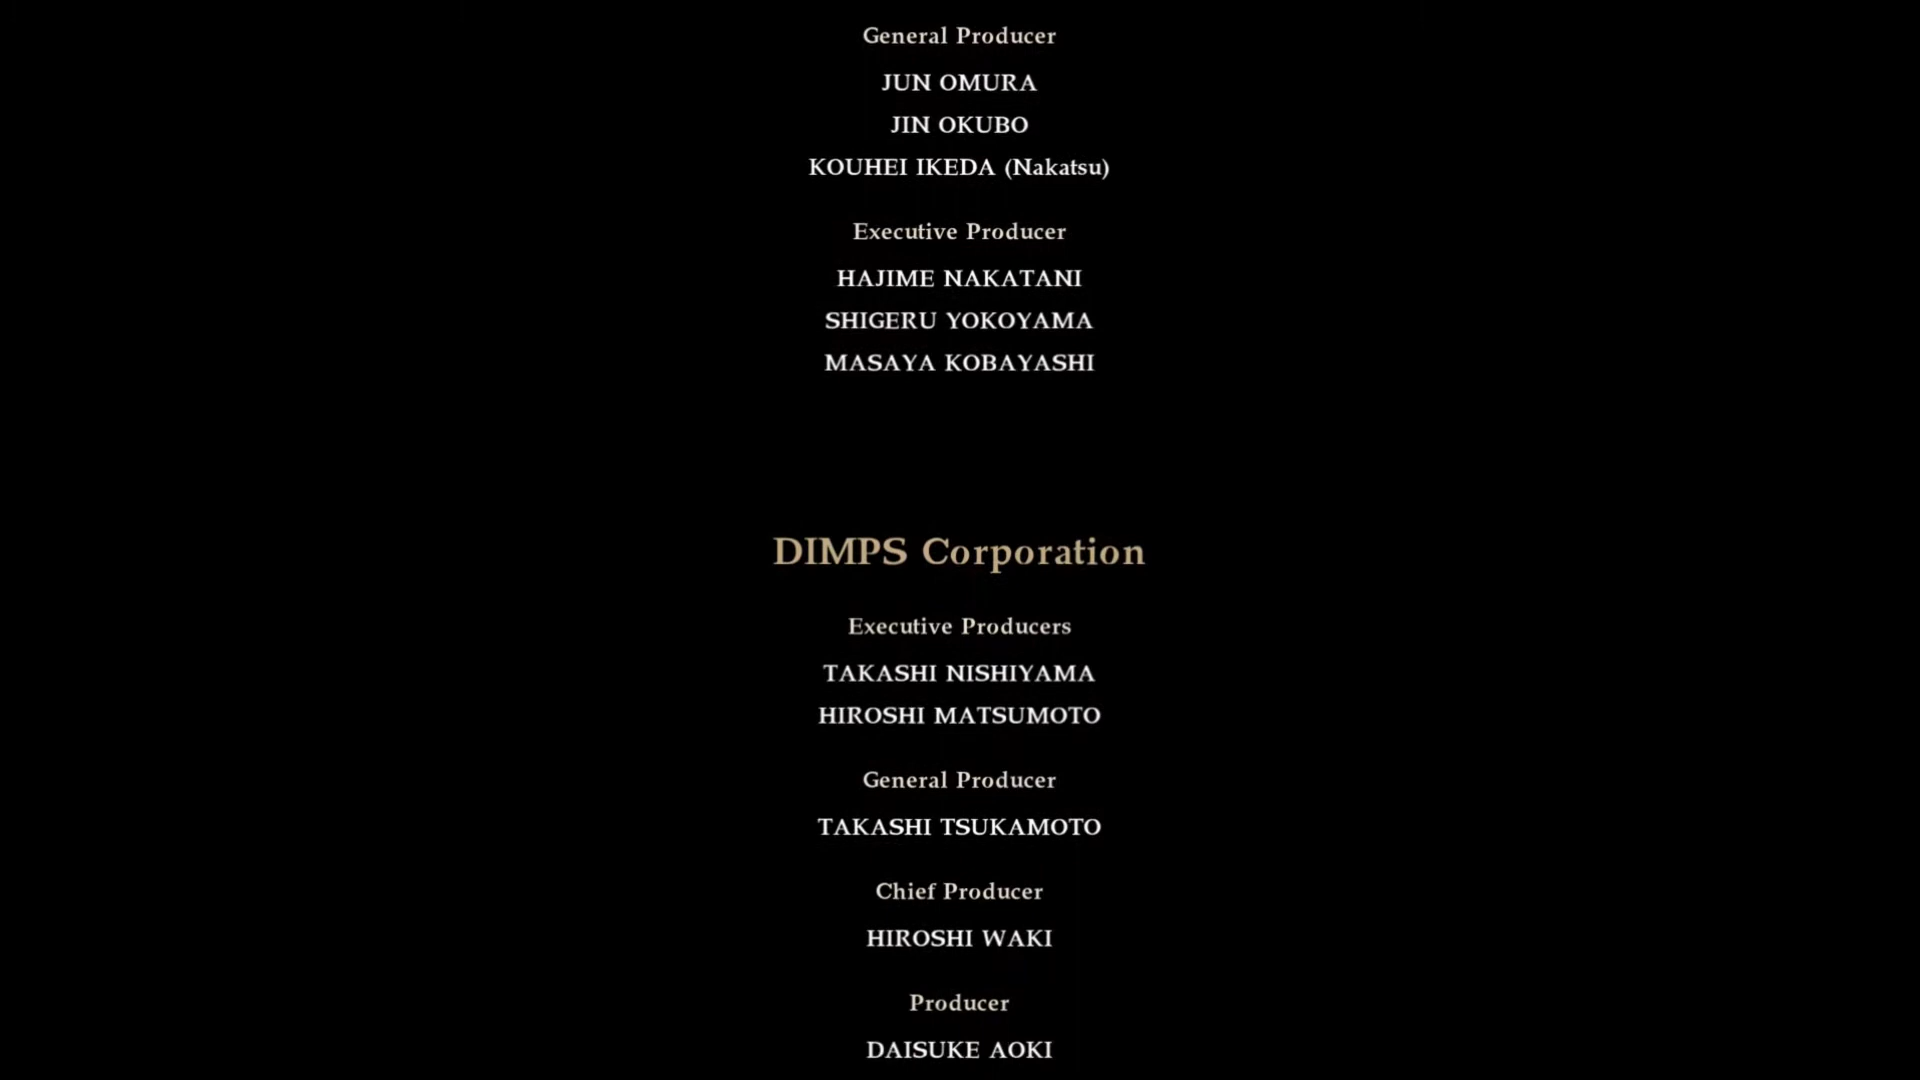 General Producer
JUN OMURA
JIN OKUBO
KOUHEI IKEDA (Nakatsu)
Executive Producer
HAJIME NAKATANI
SHIGERU YOKOYAMA
MASAYA KOBAYASHI
DIMPS Corporation
Executive Producers
TAKASHI NISHIYAMA
HIROSHI MATSUMOTO
General Producer
TAKASHI TSUKAMOTO
Chief Producer
HIROSHI WAKI
Producer
DAISUKE AOKI